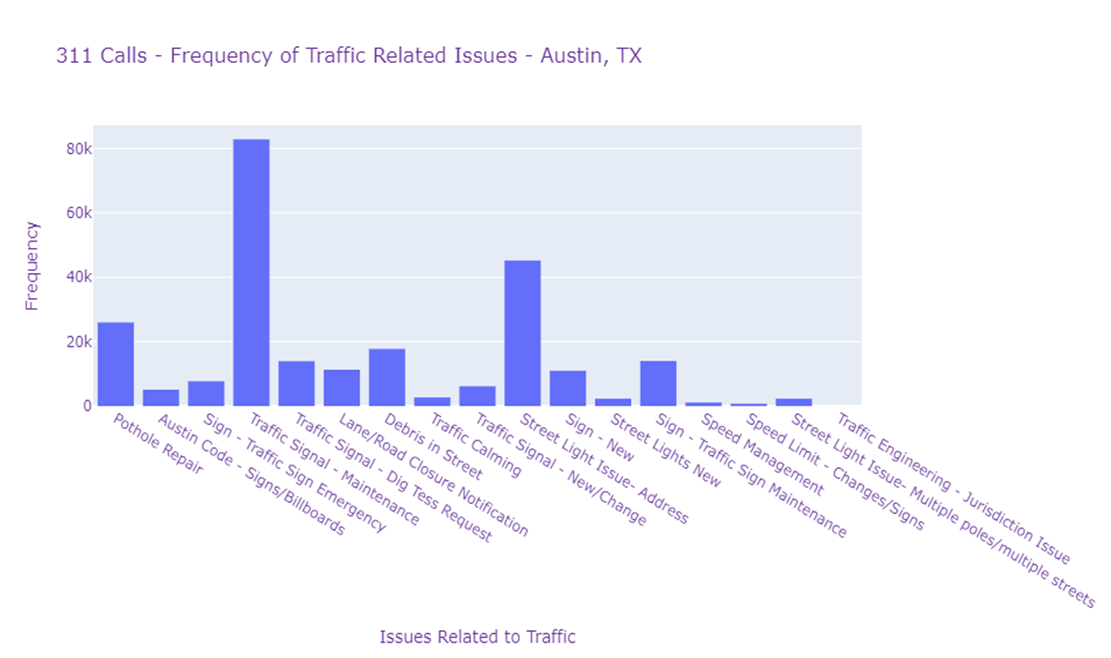 311 Calls - Frequency of Traffic Related Issues - Austin, TX
Frequency
80k
60k
40k
20k
0
Pothole Repair
Austin Code - Signs/Billboards
Sign - Traffic Sign Emergency
Traffic Signal - Maintenance
Traffic Signal - Dig Tess Request
Lane/Road Closure Notification
Debris in Street
Traffic Calming
Traffic Signal - New/Change
Street Light Issue- Address
Sign - New
Street Lights New
Sign - Traffic Sign Maintenance
Speed Management
Speed Limit - Changes/Signs
Street Light Issue- Multiple poles/multiple streets
Traffic Engineering - Jurisdiction Issue
Issues Related to Traffic